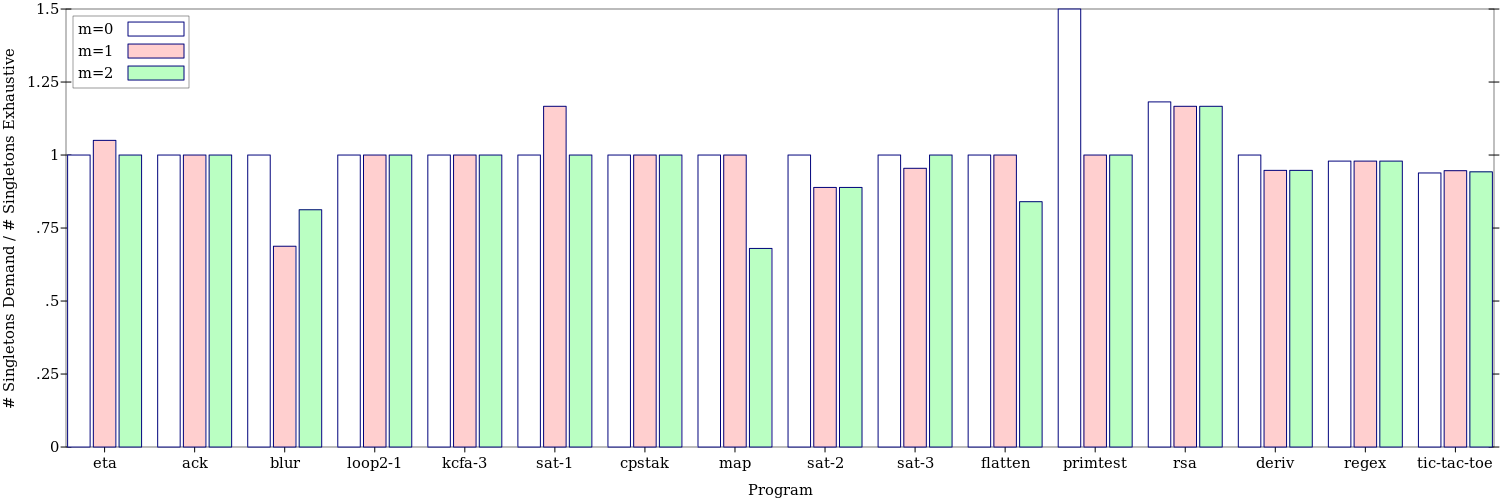 # Singletons Demand / # Singletons Exhaustive
1.5
1.25
1
.75
.5
.25
0
m=0
m=1
m=2
eta ack blur loop2-1 kcfa-3 sat-1 cpstak map sat-2 sat-3 flatten primtest rsa deriv regex tic-tac-toe
Program